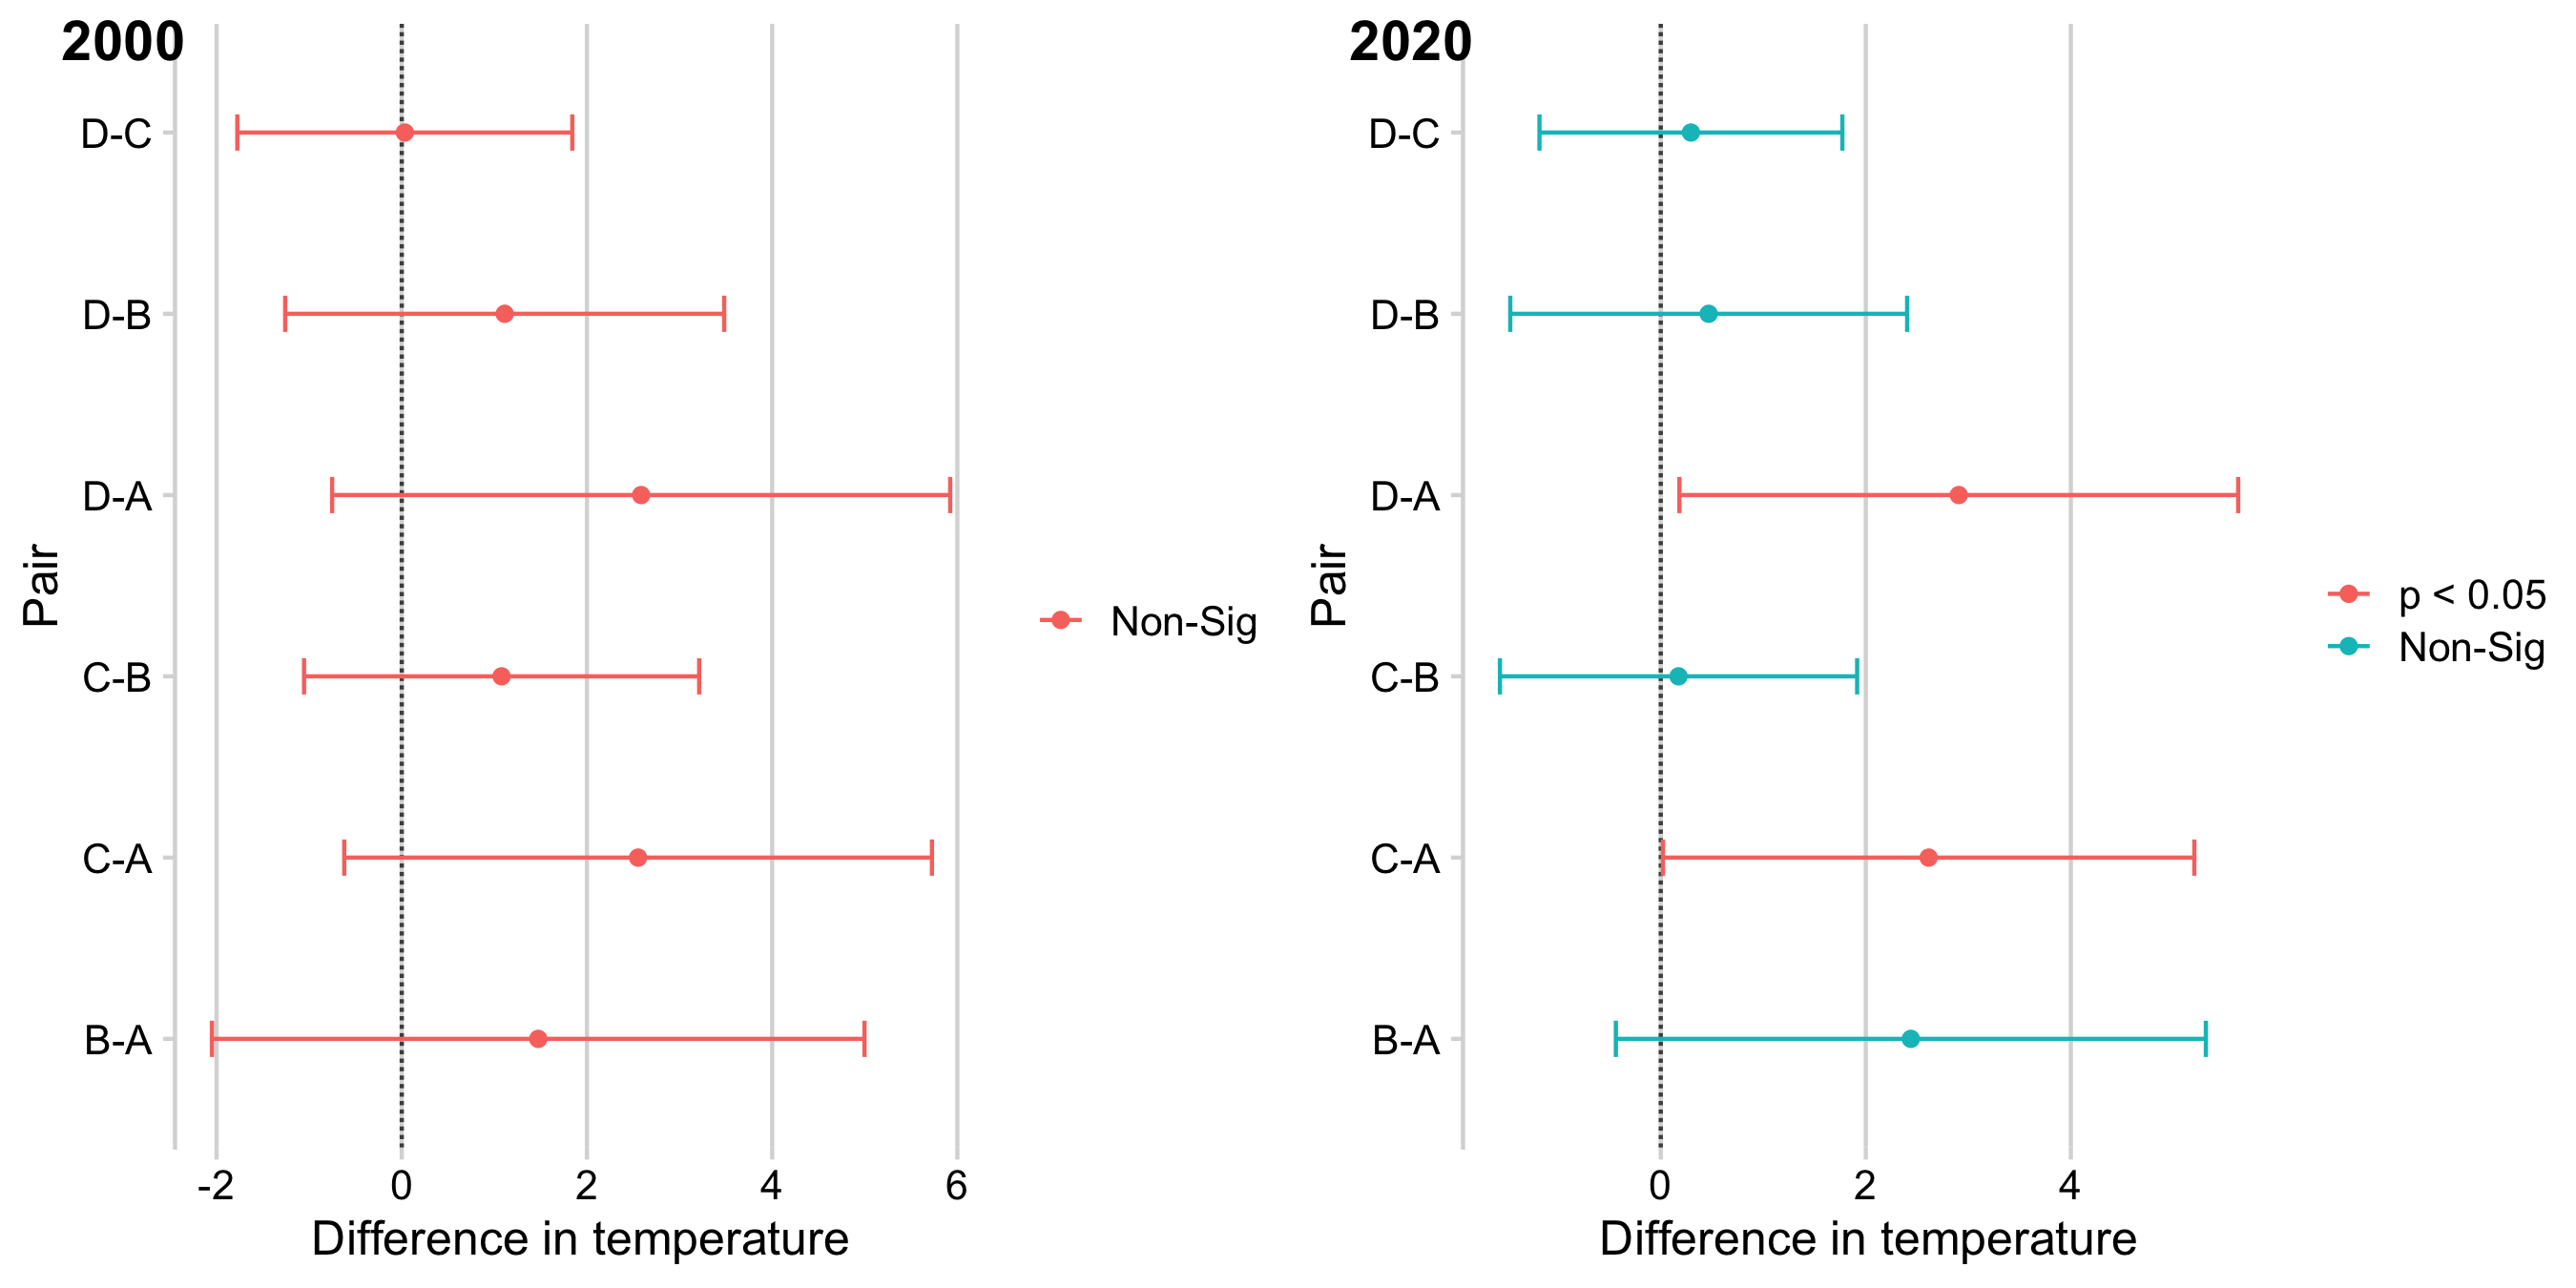 2000
D-C
D-B
D-A
C-B
C-A
B-A
Pair
-2 0 2 4 6
Difference in temperature
Non-Sig
2020
D-C
D-B
D-A
C-B
C-A
B-A
Pair
0 2 4
Difference in temperature
p < 0.05
Non-Sig